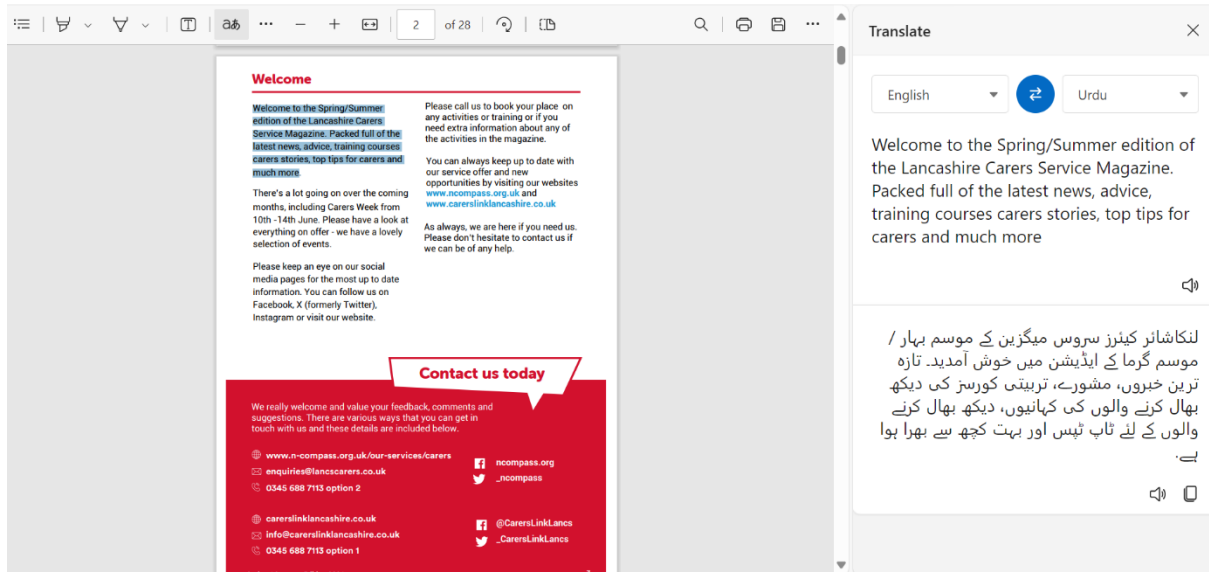 aあ
2 of 28
Welcome
Welcome to the Spring/Summer
edition of the Lancashire Carers
Service Magazine. Packed full of the
latest news, advice, training courses
carers stories, top tips for carers and
much more.
There's a lot going on over the coming
months, including Carers Week from
10th -14th June. Please have a look at
everything on offer - we have a lovely
selection of events.
Please keep an eye on our social
media pages for the most up to date
information. You can follow us on
Facebook, X (formerly Twitter),
Instagram or visit our website.
Please call us to book your place on
any activities or training or if you
need extra information about any of
the activities in the magazine.
You can always keep up to date with
our service offer and new
opportunities by visiting our websites
www.ncompass.org.uk and
www.carerslinklancashire.co.uk
As always, we are here if you need us.
Please don't hesitate to contact us if
we can be of any help.
Contact us today
We really welcome and value your feedback, comments and
suggestions. There are various ways that you can get in
touch with us and these details are included below.
www.n-compass.org.uk/our-services/carers
enquiries@lancscarers.co.uk
0345 688 7113 option 2
ncompass.org
_ncompass
carerslinklancashire.co.uk
info@carerslinklancashire.co.uk
0345 688 7113 option 1
@CarersLinkLancs
_CarersLinkLancs
Translate
English
Urdu
Welcome to the Spring/Summer edition of
the Lancashire Carers Service Magazine.
Packed full of the latest news, advice,
training courses carers stories, top tips for
carers and much more
لنکاشائر کیئرز سروس میگزین کے موسم بہار /
موسم گرما کے ایڈیشن میں خوش آمدید۔ تازہ
ترین خبروں، مشورے، تربیتی کورسز کی دیکھ
بھال کرنے والوں کی کہانیوں، دیکھ بھال کرنے
والوں کے لئے ٹاپ ٹپس اور بہت کچھ سے بھرا ہوا
ہے.